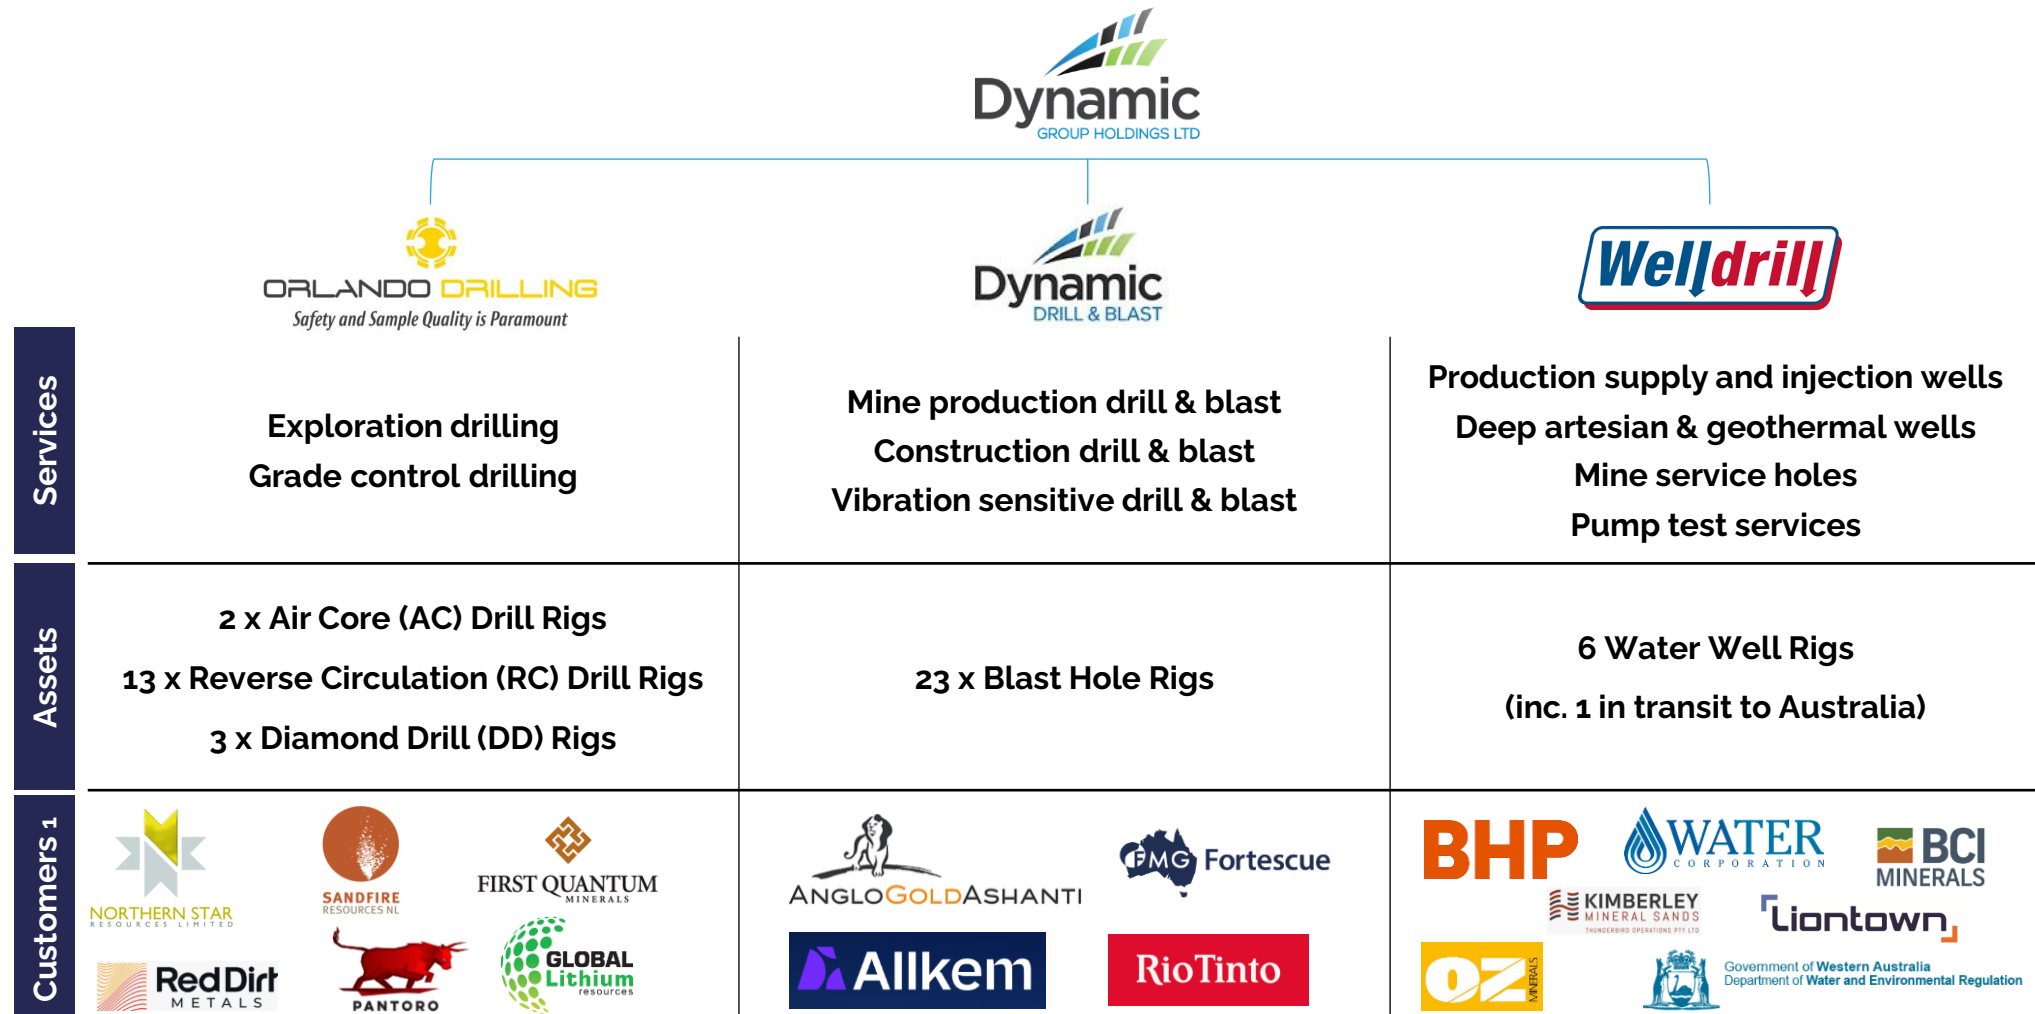 Dynamic
GROUP HOLDINGS LTD
ORLANDO DRILLING
Safety and Sample Quality is Paramount
Dynamic
DRILL & BLAST
Welldrill
Services
Exploration drilling
Grade control drilling
Mine production drill & blast
Construction drill & blast
Vibration sensitive drill & blast
Production supply and injection wells
Deep artesian & geothermal wells
Mine service holes
Pump test services
Assets
2 x Air Core (AC) Drill Rigs
13 x Reverse Circulation (RC) Drill Rigs
3 x Diamond Drill (DD) Rigs
23 x Blast Hole Rigs
6 Water Well Rigs
(inc. 1 in transit to Australia)
Customers 1
NORTHERN STAR
RESOURCES LIMITED
SANDFIRE
RESOURCES NL
FIRST QUANTUM
MINERALS
RedDirt
METALS
PANTORO
GLOBAL
Lithium
resources
ANGLOGOLDASHANTI
FMG Fortescue
Allkem
RioTinto
BHP
WATER
CORPORATION
BCI
MINERALS
KIMBERLEY
MINERAL SANDS
THUNDERBIRD OPERATIONS PTY LTD
Liontown
OZ
MINERALS
Government of Western Australia
Department of Water and Environmental Regulation